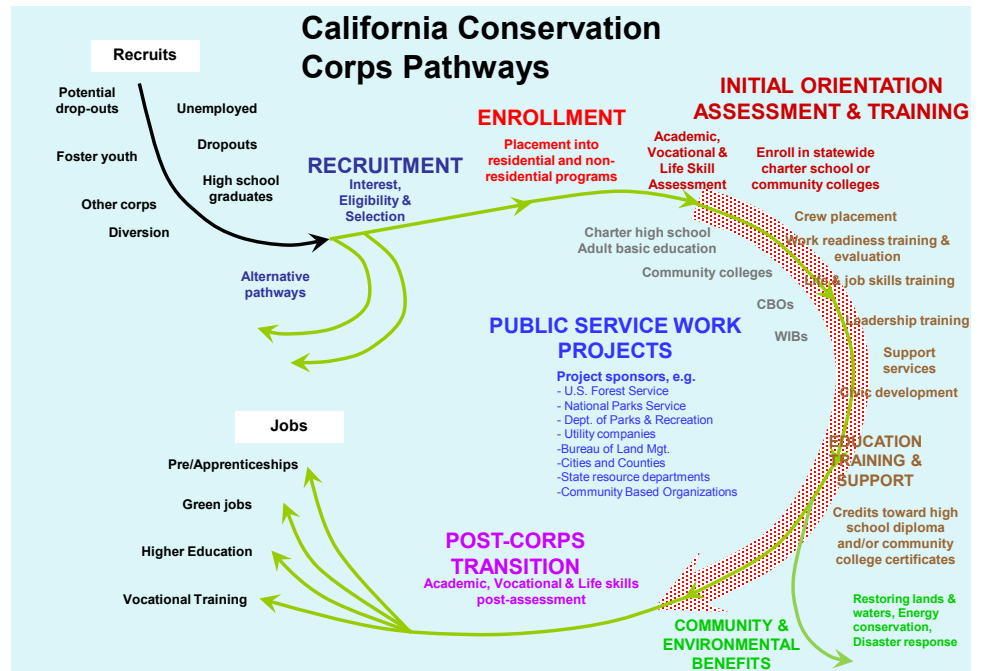 California Conservation
Corps Pathways
Recruits
Potential
drop-outs
Unemployed
Dropouts
Foster youth
High school
graduates
Other corps
Diversion
RECRUITMENT
Interest,
Eligibility &
Selection
Alternative
pathways
ENROLLMENT
Placement into
residential and non-
residential programs
INITIAL ORIENTATION
ASSESSMENT & TRAINING
Academic,
Vocational &
Life Skill
Assessment
Enroll in statewide
charter school or
community colleges
Crew placement
Work readiness training &
evaluation
Life & job skills training
Leadership training
Support
services
Civic development
Charter high school
Adult basic education
Community colleges
CBOs
WIBs
PUBLIC SERVICE WORK
PROJECTS
Project sponsors, e.g.
- U.S. Forest Service
- National Parks Service
- Dept. of Parks & Recreation
- Utility companies
-Bureau of Land Mgt.
-Cities and Counties
-State resource departments
-Community Based Organizations
EDUCATION
TRAINING &
SUPPORT
Credits toward high
school diploma
and/or community
college certificates
Restoring lands &
waters, Energy
conservation,
Disaster response
COMMUNITY &
ENVIRONMENTAL
BENEFITS
POST-CORPS
TRANSITION
Academic, Vocational & Life skills
post-assessment
Jobs
Pre/Apprenticeships
Green jobs
Higher Education
Vocational Training